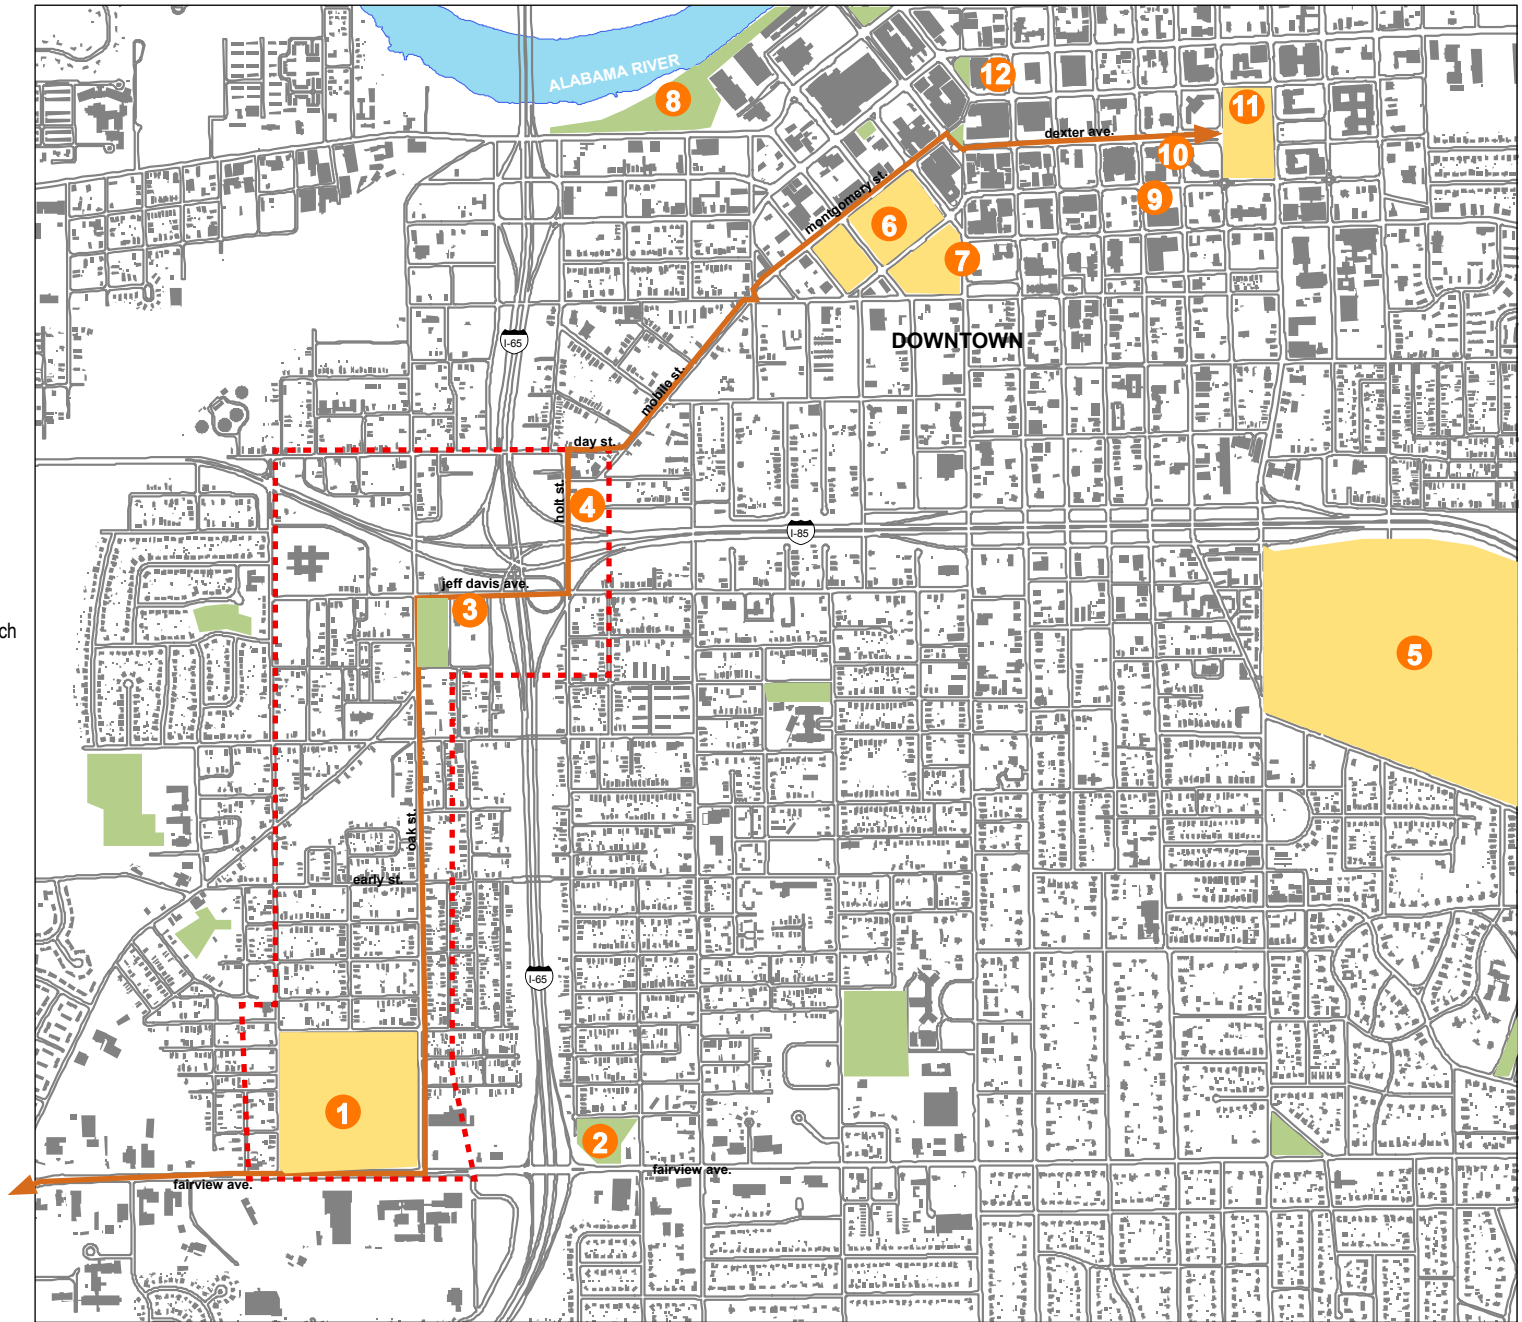 ALABAMA RIVER
12
8
11
dexter ave.
10
montgomery st.
9
6
7
I-65
DOWNTOWN
mobile st.
day st.
holt st.
4
I-85
jeff davis ave.
3
ch
5
oak st.
early st.
I-65
1
2
fairview ave.
fairview ave.